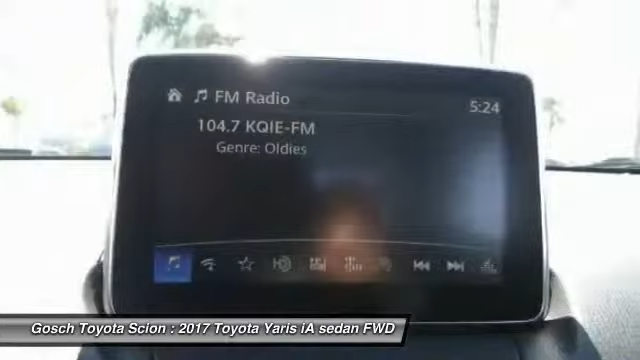 FM Radio
5:24
104.7 KQIE-FM
Genre: Oldies
Gosch Toyota Scion : 2017 Toyota Yaris iA sedan FWD